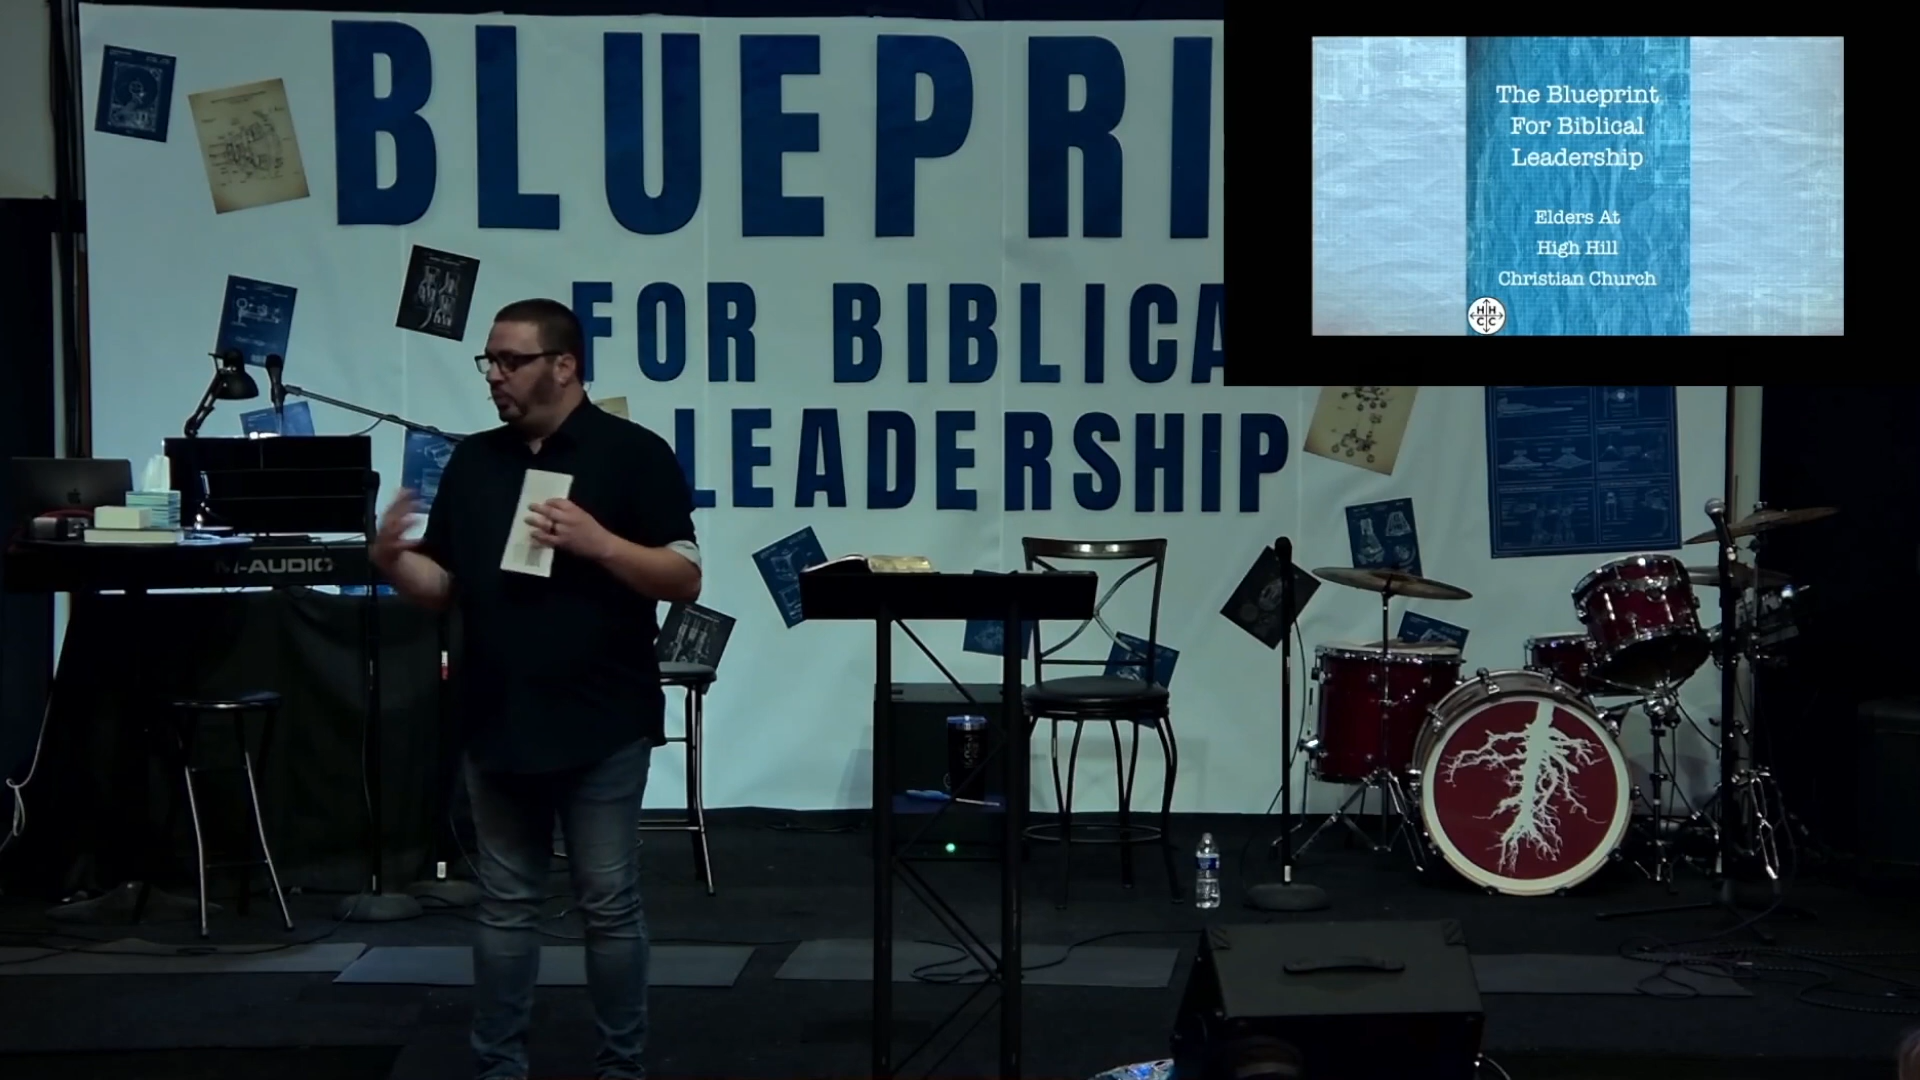 BLUEPRI
FOR BIBLICA
LEADERSHIP
The Blueprint
For Biblical
Leadership
Elders At
High Hill
Christian Church
H H
C C
M-AUDIO